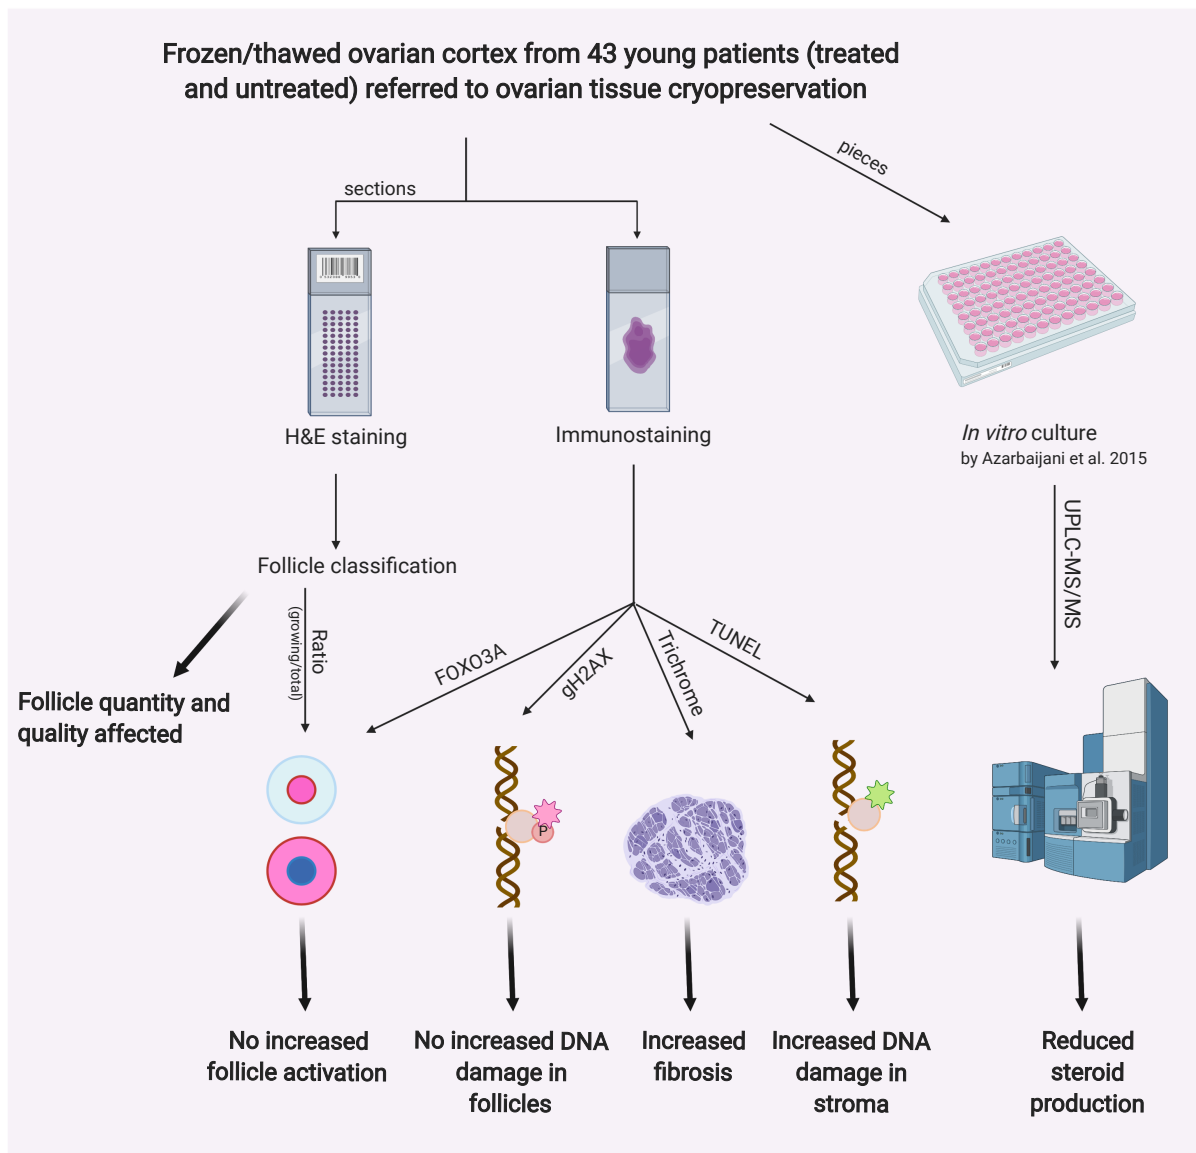 Frozen/thawed ovarian cortex from 43 young patients (treated
and untreated) referred to ovarian tissue cryopreservation
pieces
sections
H&E staining
Immunostaining
In vitro culture
by Azarbaijani et al. 2015
UPLC-MS/MS
Follicle classification
Ratio
(growing/total)
FOXO3A
gH2AX
Trichrome
TUNEL
Follicle quantity and
quality affected
P
No increased
follicle activation
No increased DNA
damage in
follicles
Increased
fibrosis
Increased DNA
damage in
stroma
Reduced
steroid
production